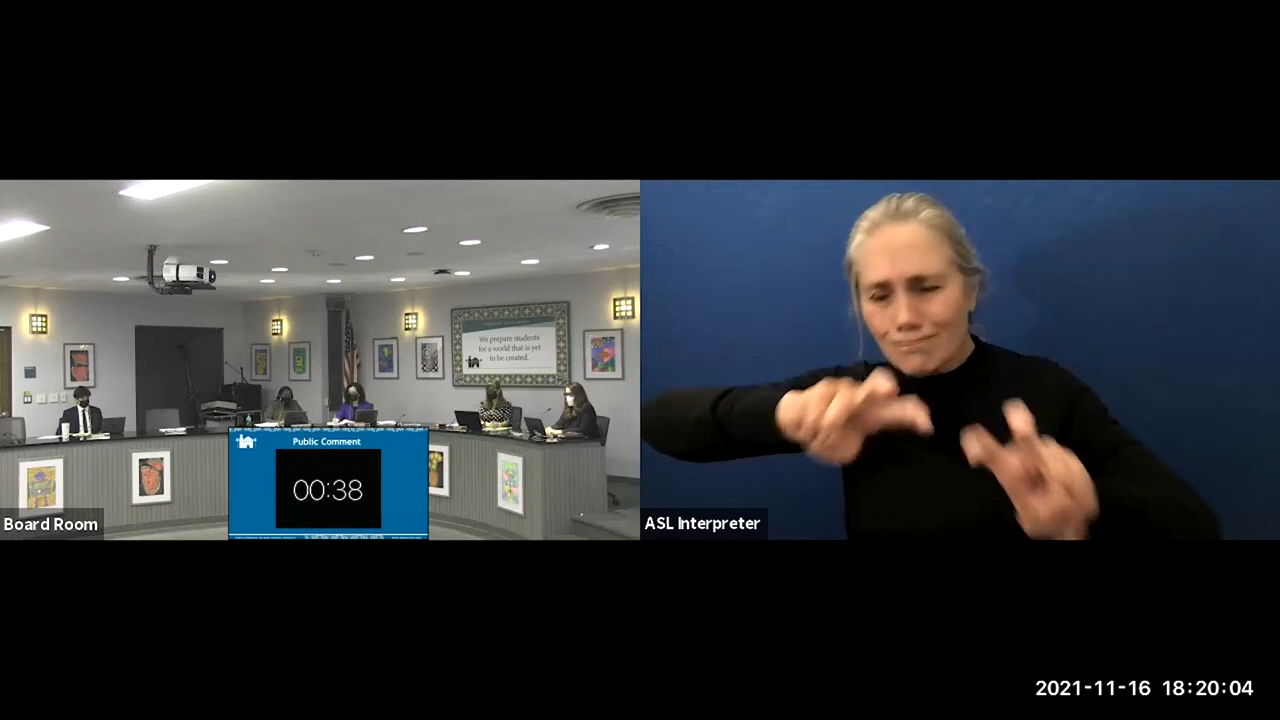 We prepare students
for a world that is yet
to be created.
Public Comment
00:38
Board Room
ASL Interpreter
2021-11-16 18:20:04